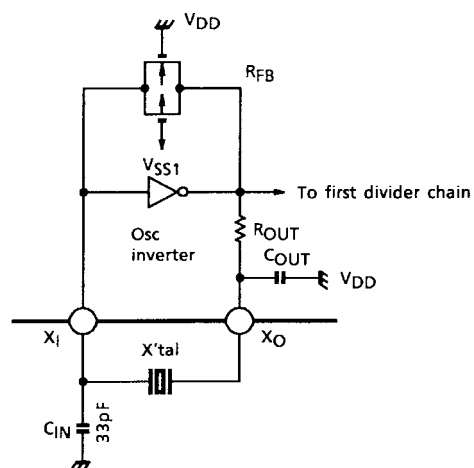 VDD
RFB
VSS1
To first divider chain
Osc
inverter
ROUT
COUT
VDD
XI
XO
X'tal
CIN
33pF